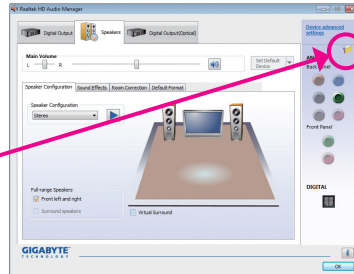 Realtek HD Audio Manager
Digital Output
Speakers
Digital Output(Optical)
Device advanced
settings
Main Volume
L
R
Set Default
Device
Back Panel
Speaker Configuration
Sound Effects
Room Correction
Default Format
Speaker Configuration
Stereo
Front Panel
DIGITAL
Full-range Speakers
Front left and right
Surround speakers
Virtual Surround
GIGABYTE
TECHNOLOGY
OK